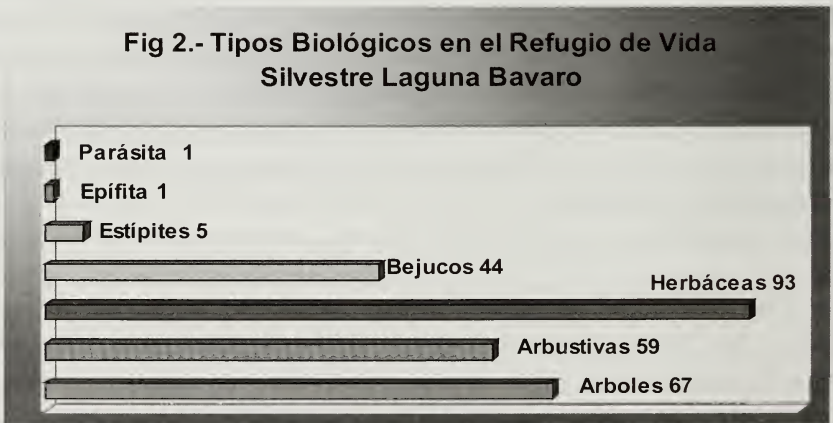 Fig 2.- Tipos Biológicos en el Refugio de Vida
Silvestre Laguna Bavaro
Parásita 1
Epífita 1
Estípites 5
Bejucos 44
Herbáceas 93
Arbustivas 59
Arboles 67